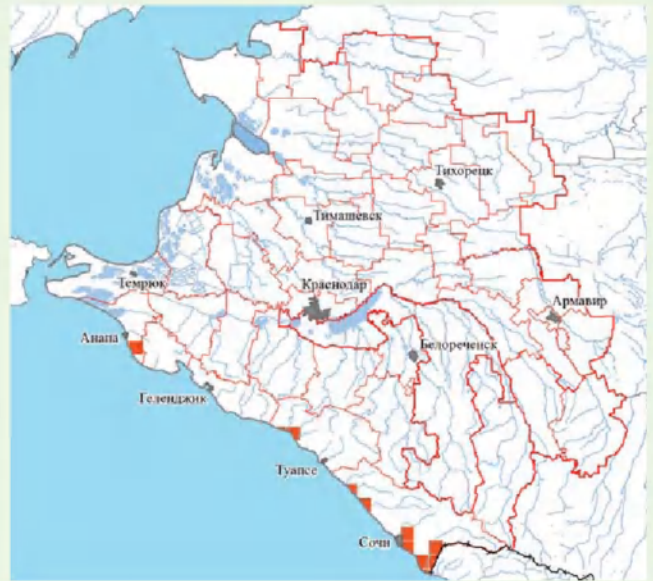 Тихорецк
Тимашевск
Темрюк
Краснодар
Армавир
Анапа
Белореченск
Геленджик
Туапсе
Сочи